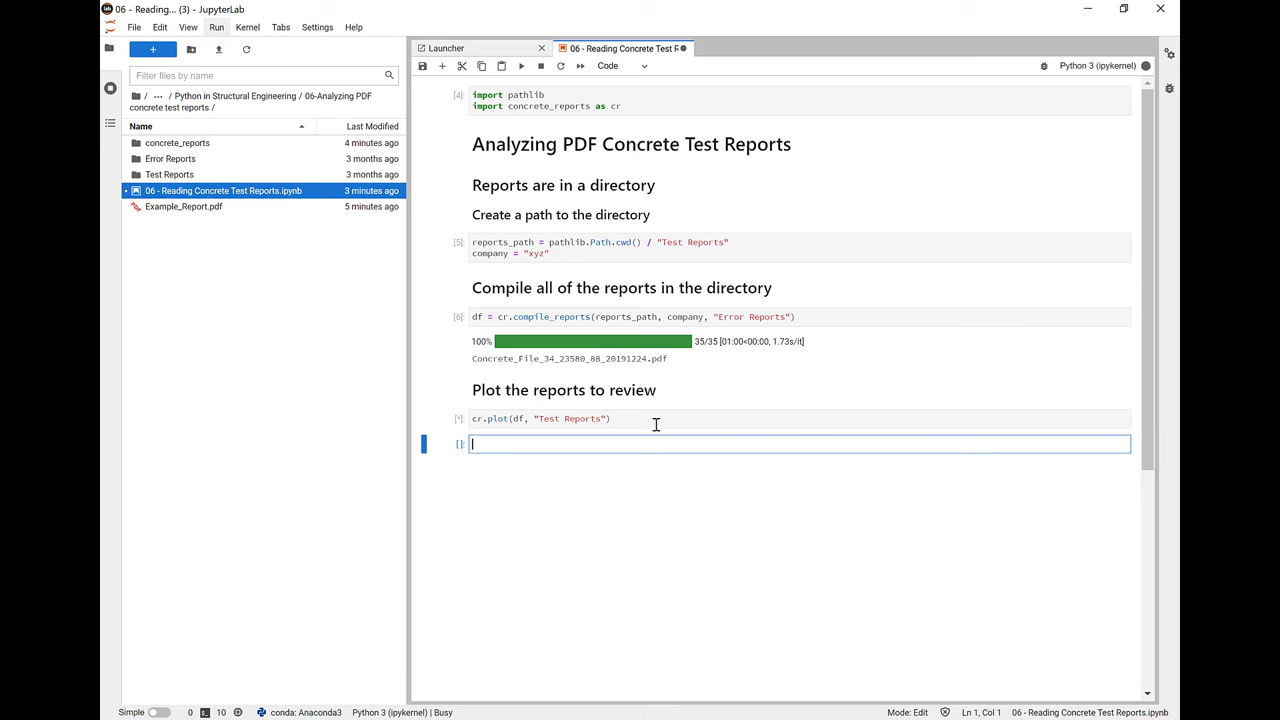 06 - Reading... (3) - JupyterLab
File Edit View Run Kernel Tabs Settings Help
+
Filter files by name
/ ... / Python in Structural Engineering / 06-Analyzing PDF
concrete test reports /
Name Last Modified
concrete_reports 4 minutes ago
Error Reports 3 months ago
Test Reports 3 months ago
06 - Reading Concrete Test Reports.ipynb 3 minutes ago
Example_Report.pdf 5 minutes ago
Launcher
06 - Reading Concrete Test R
Code
Python 3 (ipykernel)
[4]: import pathlib
import concrete_reports as cr
Analyzing PDF Concrete Test Reports
Reports are in a directory
Create a path to the directory
[5]: reports_path = pathlib.Path.cwd() / "Test Reports"
company = "xyz"
Compile all of the reports in the directory
[6]: df = cr.compile_reports(reports_path, company, "Error Reports")
100% 35/35 [01:00<00:00, 1.73s/it]
Concrete_File_34_23580_88_20191224.pdf
Plot the reports to review
[*]: cr.plot(df, "Test Reports")
[ ]:
Simple 0 10 conda: Anaconda3 Python 3 (ipykernel) | Busy Mode: Edit Ln 1, Col 1 06 - Reading Concrete Test Reports.ipynb